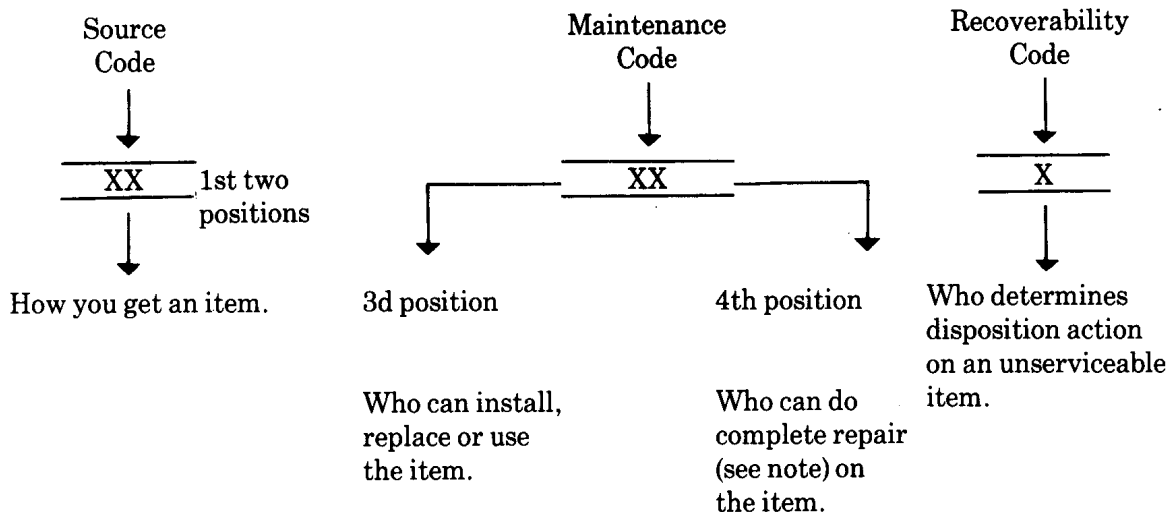 Source
Code
XX
1st two
positions
How you get an item.
Maintenance
Code
XX
3d position
Who can install,
replace or use
the item.
4th position
Who can do
complete repair
(see note) on
the item.
Recoverability
Code
X
Who determines
disposition action
on an unserviceable
item.